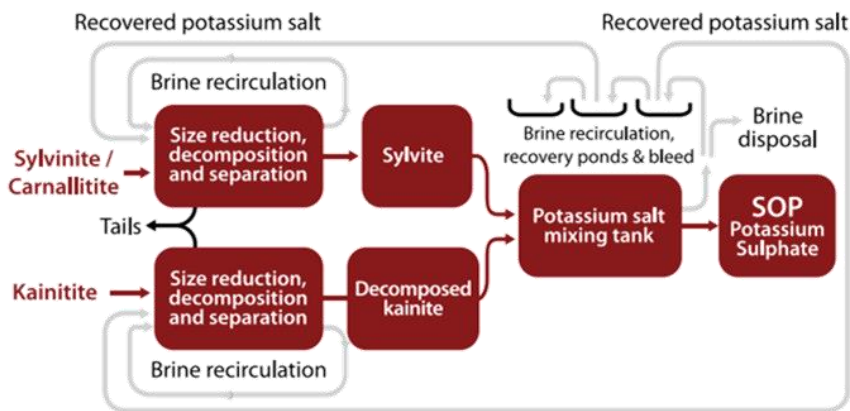 Recovered potassium salt
Recovered potassium salt
Brine recirculation
Size reduction,
decomposition
and separation
Sylvinite /
Carnallitite
Sylvite
Brine recirculation,
recovery ponds & bleed
Brine
disposal
Potassium salt
mixing tank
SOP
Potassium
Sulphate
Tails
Kainitite
Size reduction,
decomposition
and separation
Decomposed
kainite
Brine recirculation